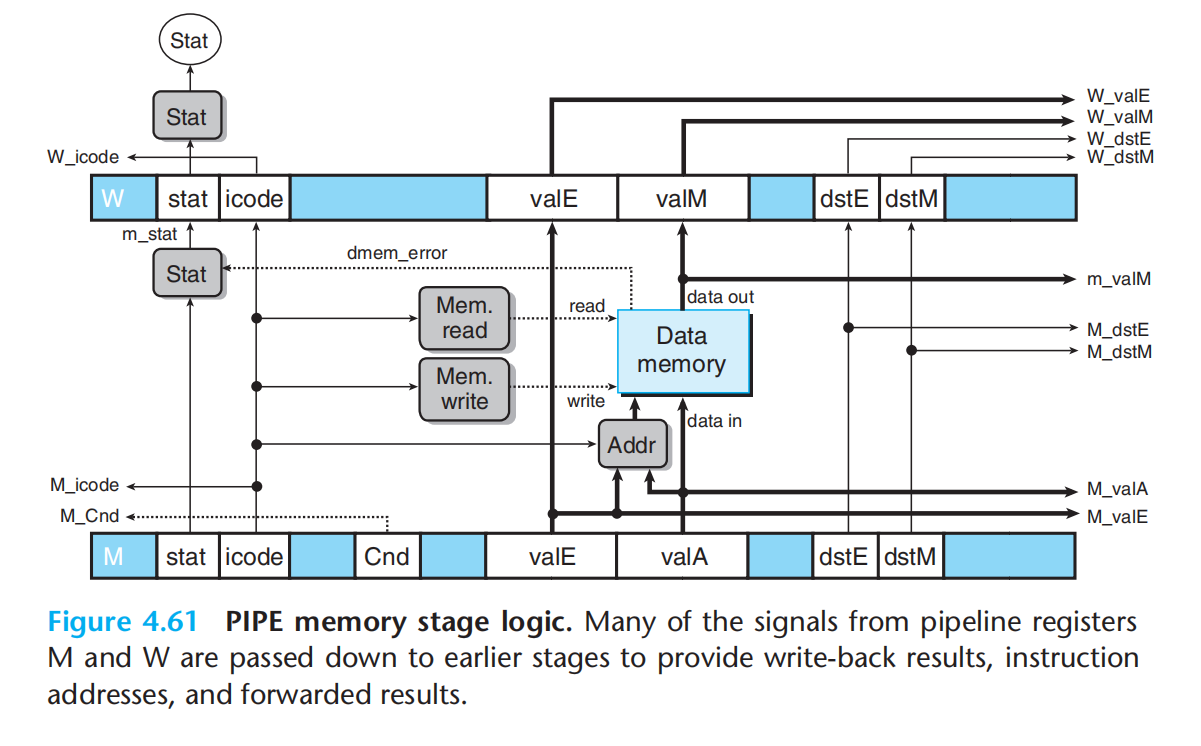 Stat
Stat
W_valE
W_valM
W_dstE
W_dstM
W_icode
W stat icode valE valM dstE dstM
m_stat
Stat
dmem_error
m_valM
Mem.
read
read
data out
Data
memory
M_dstE
M_dstM
Mem.
write
write
data in
Addr
M_icode
M_valA
M_Cnd
M_valE
M stat icode Cnd valE valA dstE dstM
Figure 4.61 PIPE memory stage logic. Many of the signals from pipeline registers
M and W are passed down to earlier stages to provide write-back results, instruction
addresses, and forwarded results.